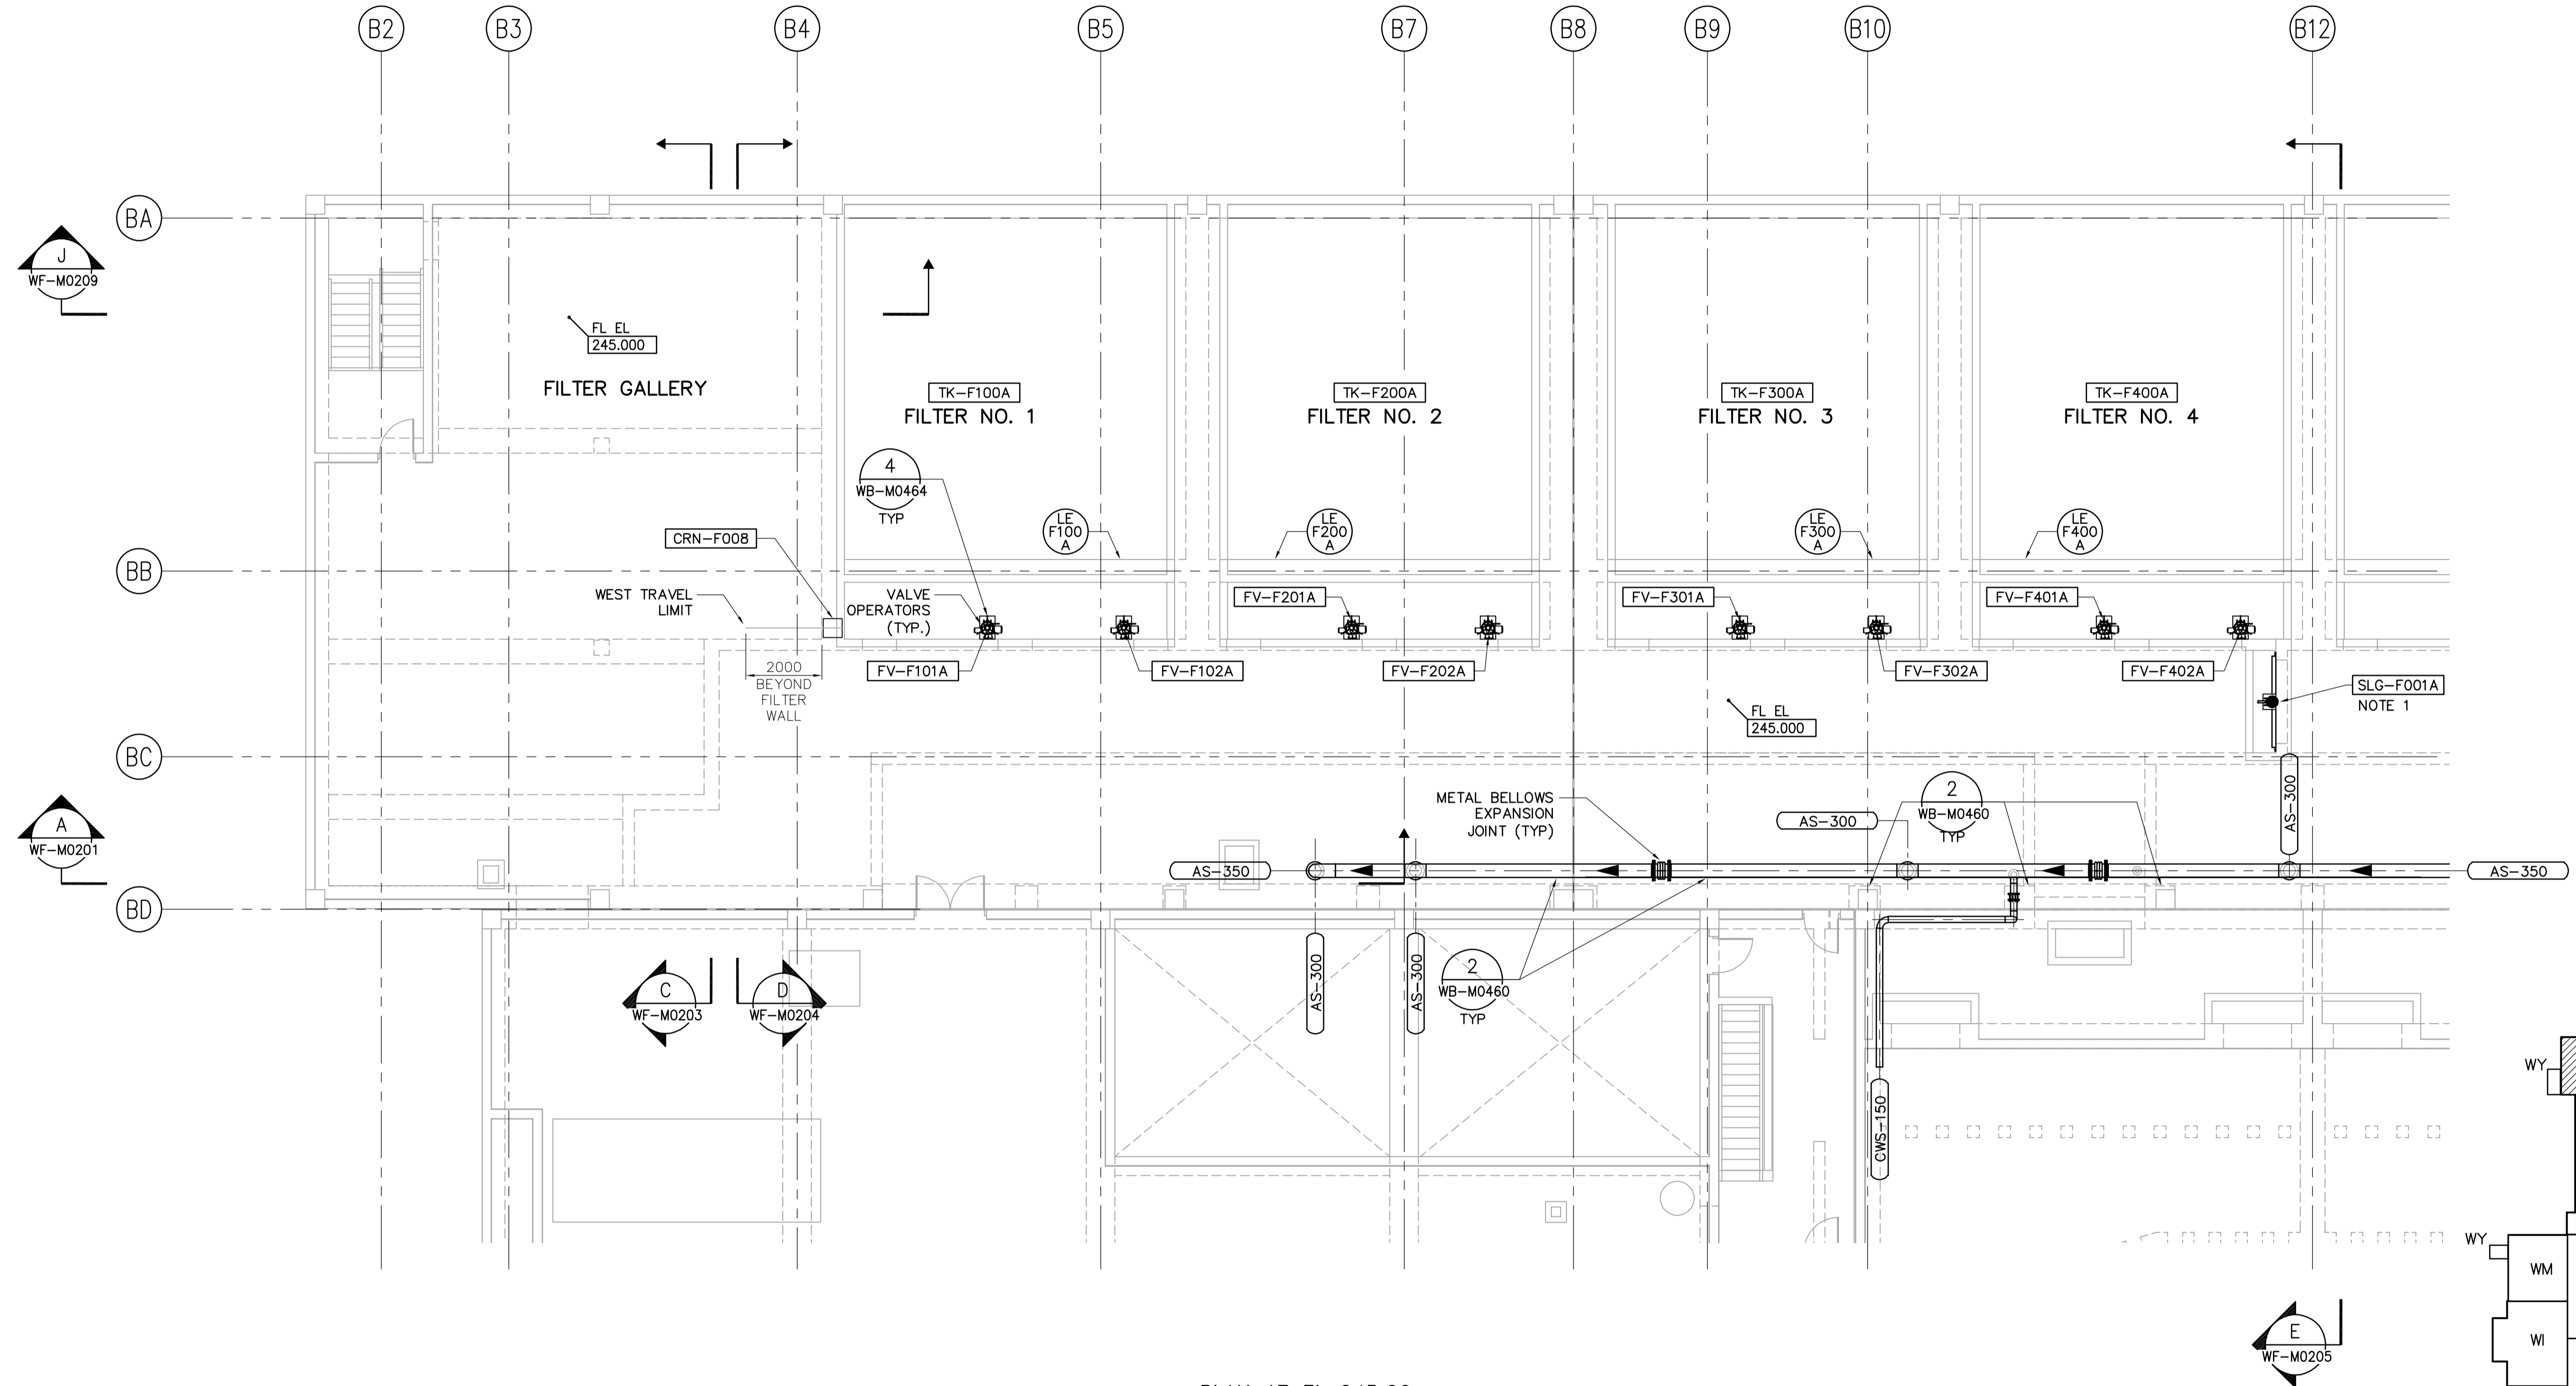 B2
B3
B4
B5
B7
B8
B9
B10
B12
BA
J
WF-M0209
FL EL
245.000
FILTER GALLERY
TK-F100A
FILTER NO. 1
TK-F200A
FILTER NO. 2
TK-F300A
FILTER NO. 3
TK-F400A
FILTER NO. 4
4
WB-M0464
TYP
LE
F100
A
LE
F200
A
LE
F300
A
LE
F400
A
CRN-F008
BB
WEST TRAVEL
LIMIT
VALVE
OPERATORS
(TYP.)
FV-F201A
FV-F301A
FV-F401A
2000
BEYOND
FILTER
WALL
FV-F101A
FV-F102A
FV-F202A
FV-F302A
FV-F402A
SLG-F001A
NOTE 1
FL EL
245.000
BC
A
WF-M0201
METAL BELLOWS
EXPANSION
JOINT (TYP)
AS-300
2
WB-M0460
TYP
AS-300
AS-350
AS-350
BD
C
WF-M0203
D
WF-M0204
AS-300
AS-300
2
WB-M0460
TYP
CWS-150
WY
WY
WM
WI
E
WF-M0205